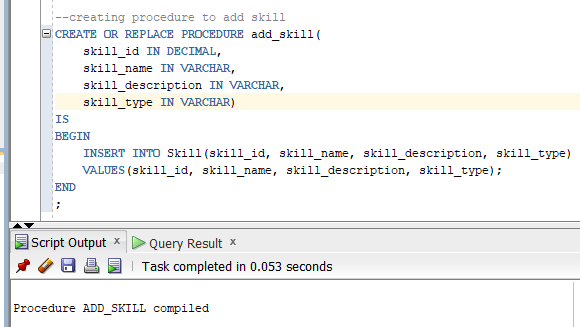 --creating procedure to add skill
CREATE OR REPLACE PROCEDURE add_skill(
    skill_id IN DECIMAL,
    skill_name IN VARCHAR,
    skill_description IN VARCHAR,
    skill_type IN VARCHAR)
IS
BEGIN
    INSERT INTO Skill(skill_id, skill_name, skill_description, skill_type)
    VALUES(skill_id, skill_name, skill_description, skill_type);
END
;
Script Output x Query Result x
Task completed in 0.053 seconds
Procedure ADD_SKILL compiled